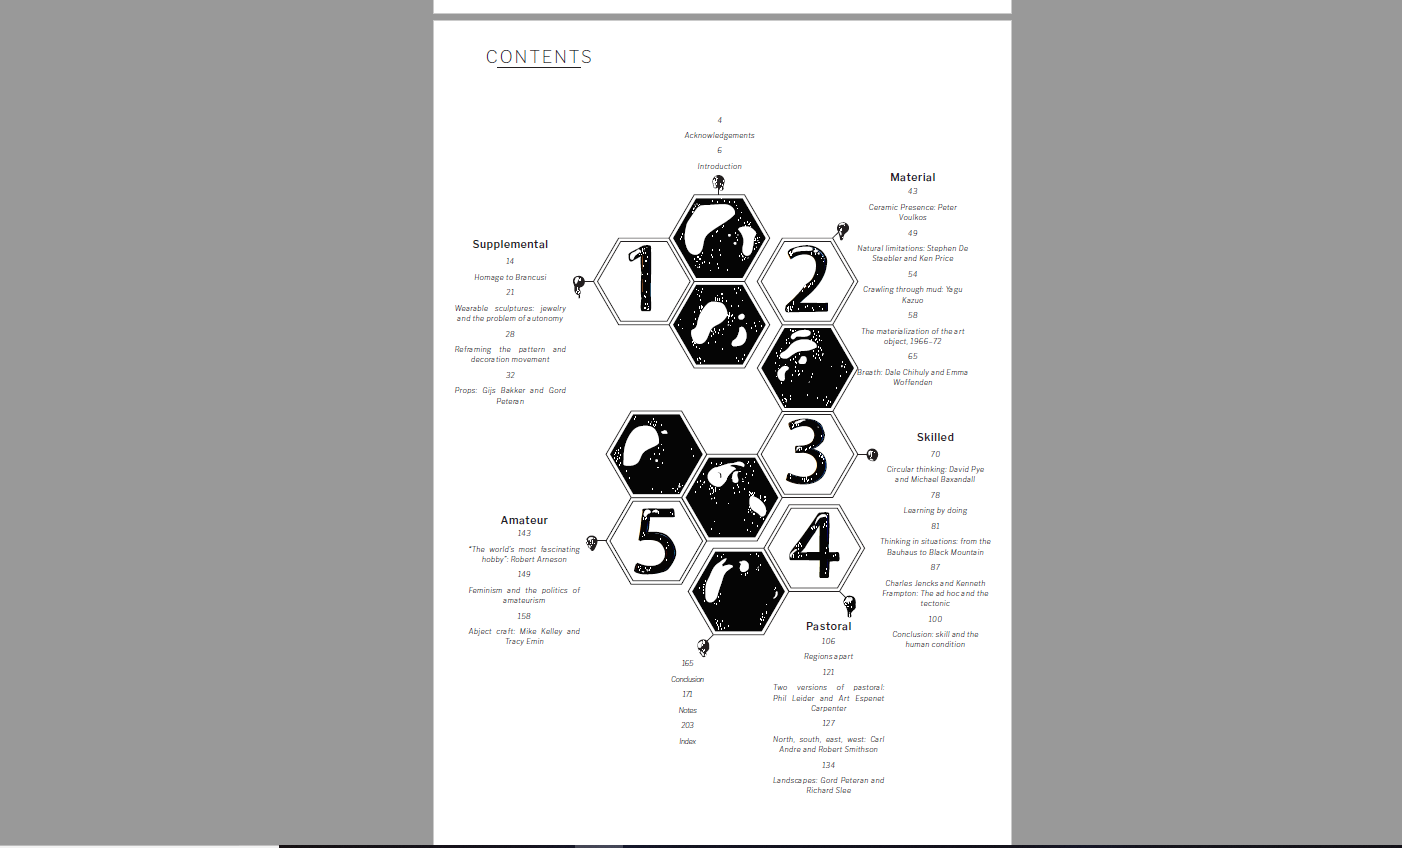 CONTENTS
4
Acknowledgements
6
Introduction
1
Supplemental
14
Homage to Brancusi
21
Wearable sculptures: jewelry
and the problem of autonomy
28
Reframing the pattern and
decoration movement
32
Props: Gijs Bakker and Gord
Peteran
2
Material
43
Ceramic Presence: Peter
Voulkos
49
Natural limitations: Stephen De
Staebler and Ken Price
54
Crawling through mud: Yagu
Kazuo
58
The materialization of the art
object, 1966-72
65
Breath: Dale Chihuly and Emma
Woffenden
3
Skilled
70
Circular thinking: David Pye
and Michael Baxandall
78
Learning by doing
81
Thinking in situations: from the
Bauhaus to Black Mountain
87
Charles Jencks and Kenneth
Frampton: The ad hoc and the
tectonic
100
Conclusion: skill and the
human condition
4
Pastoral
106
Regions apart
121
Two versions of pastoral:
Phil Leider and Art Espenet
Carpenter
127
North, south, east, west: Carl
Andre and Robert Smithson
134
Landscapes: Gord Peteran and
Richard Slee
5
Amateur
143
"The world's most fascinating
hobby": Robert Arneson
149
Feminism and the politics of
amateurism
158
Abject craft: Mike Kelley and
Tracy Emin
165
Conclusion
171
Notes
203
Index